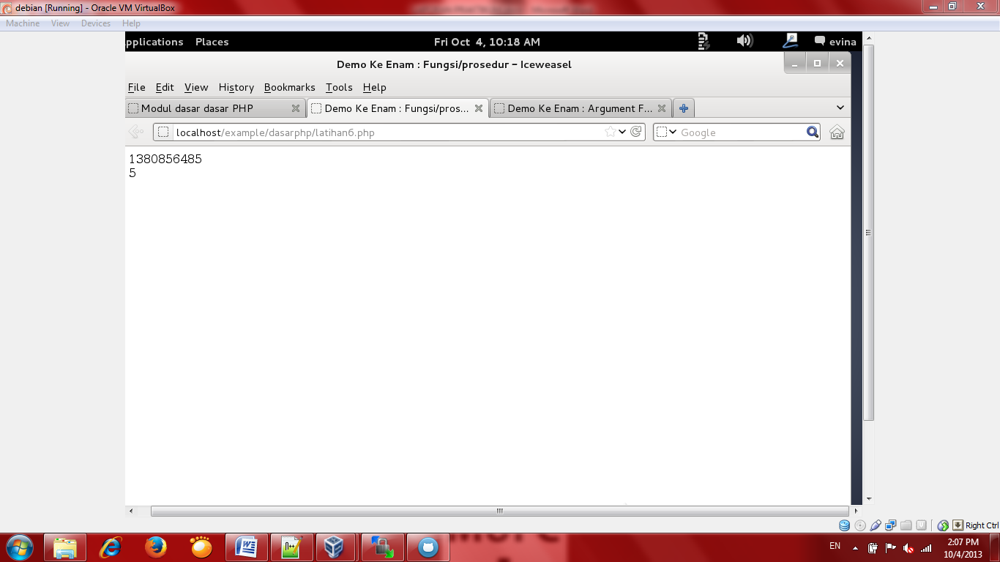 debian [Running] - Oracle VM VirtualBox
Machine View Devices Help
pplications Places Fri Oct 4, 10:18 AM evina
Demo Ke Enam : Fungsi/prosedur - Iceweasel
File Edit View History Bookmarks Tools Help
Modul dasar dasar PHP Demo Ke Enam : Fungsi/pros... Demo Ke Enam : Argument F...
localhost/example/dasarphp/latihan6.php Google
1380856485
5
Right Ctrl
EN 2:07 PM
10/4/2013